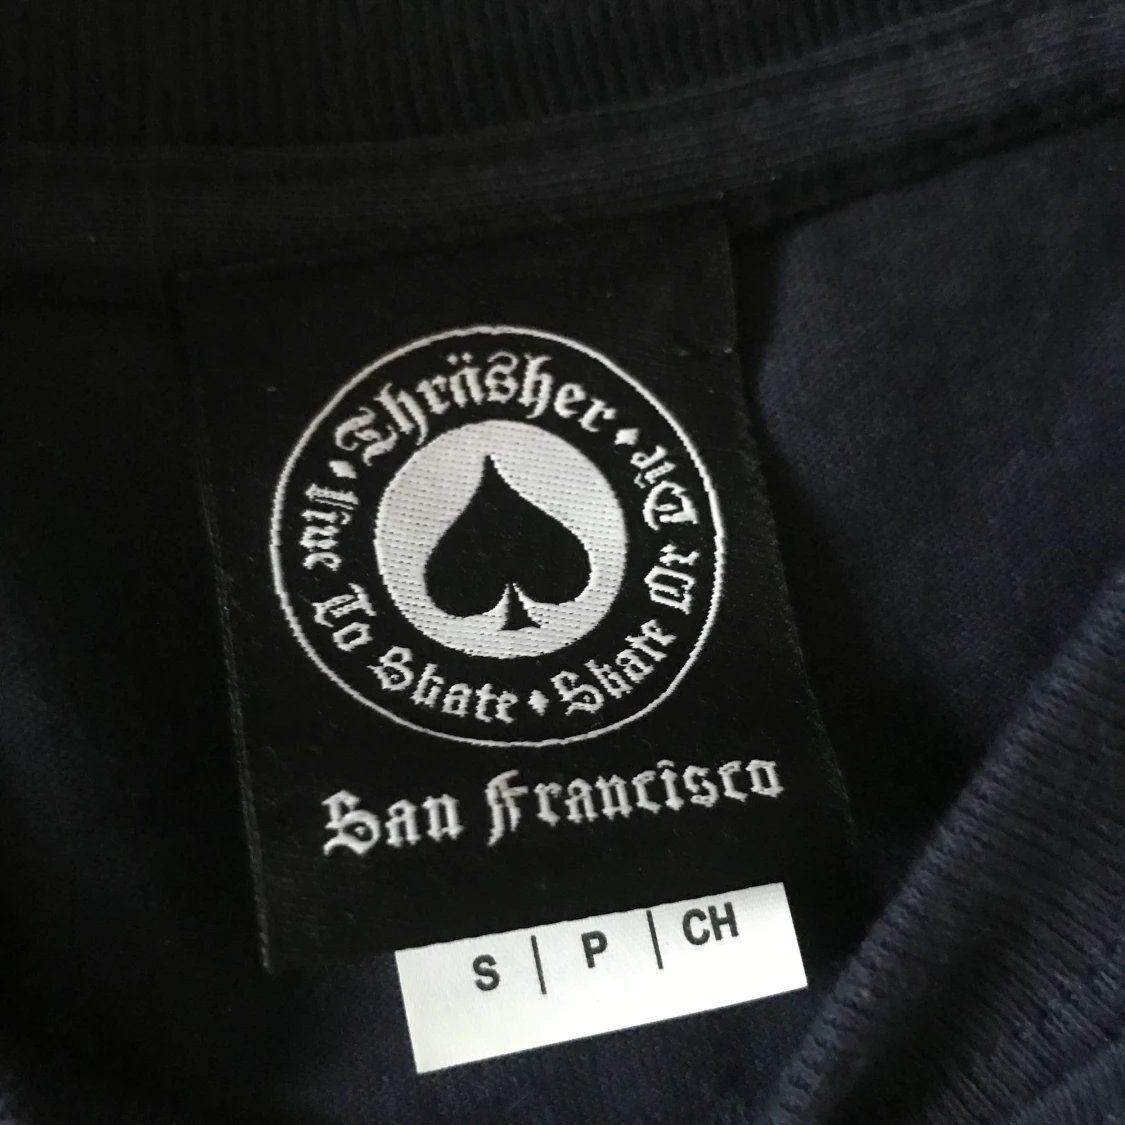 Thräsher
Live To Skate ♦ Skate Or Die
San Francisco
S | P | CH